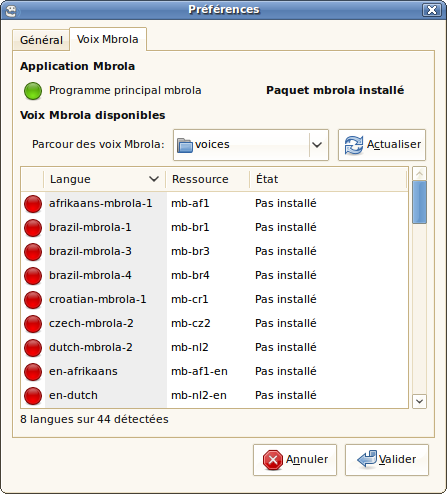 Préférences
Général Voix Mbrola
Application Mbrola
Programme principal mbrola Paquet mbrola installé
Voix Mbrola disponibles
Parcour des voix Mbrola: voices Actualiser
Langue Ressource État
afrikaans-mbrola-1 mb-af1 Pas installé
brazil-mbrola-1 mb-br1 Pas installé
brazil-mbrola-3 mb-br3 Pas installé
brazil-mbrola-4 mb-br4 Pas installé
croatian-mbrola-1 mb-cr1 Pas installé
czech-mbrola-2 mb-cz2 Pas installé
dutch-mbrola-2 mb-nl2 Pas installé
en-afrikaans mb-af1-en Pas installé
en-dutch mb-nl2-en Pas installé
8 langues sur 44 détectées
Annuler Valider